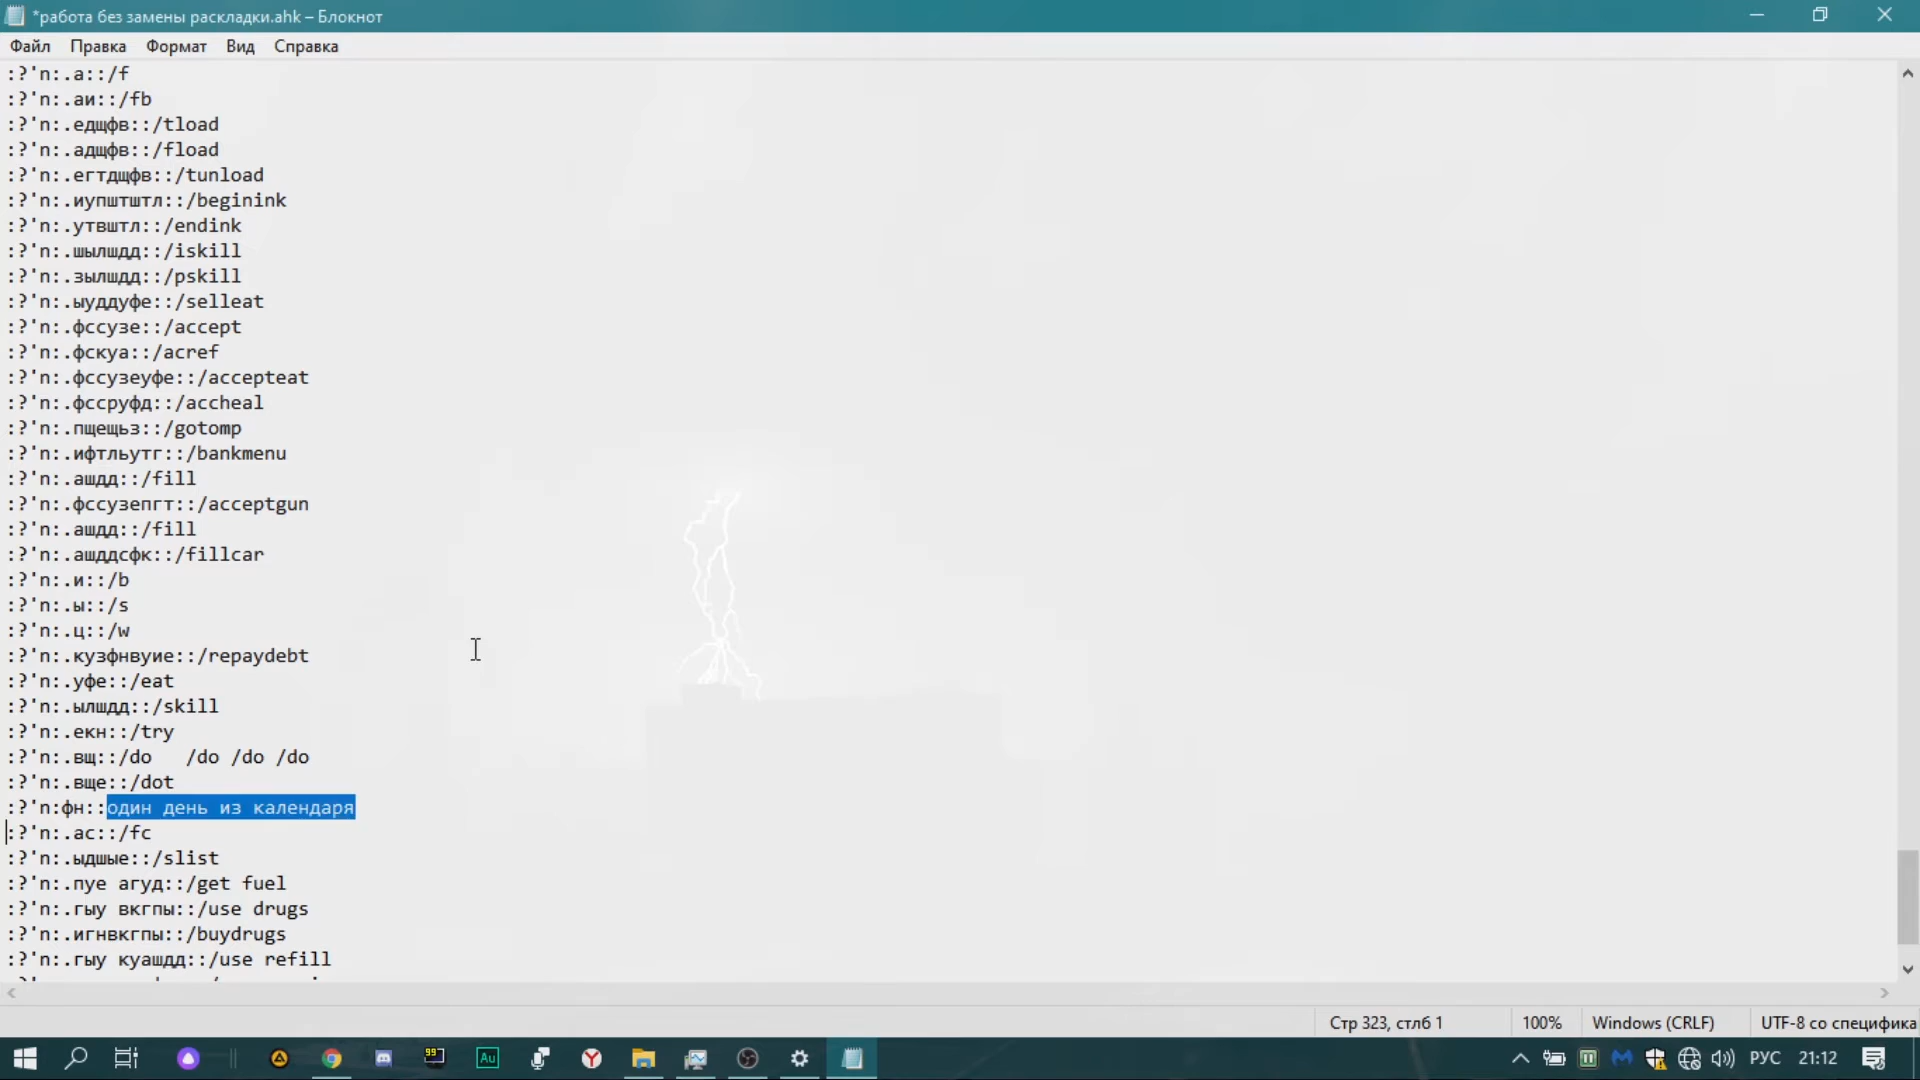 *работа без замены раскладки.ahk – Блокнот
Файл Правка Формат Вид Справка
:?'n:.а::/f
:?'n:.аи::/fb
:?'n:.едщфв::/tload
:?'n:.адщфв::/fload
:?'n:.егтдщфв::/tunload
:?'n:.иупштштл::/beginink
:?'n:.утвштл::/endink
:?'n:.шылшдд::/iskill
:?'n:.зылшдд::/pskill
:?'n:.ыуддуфе::/selleat
:?'n:.фссузе::/accept
:?'n:.фскуа::/acref
:?'n:.фссузеуфе::/accepteat
:?'n:.фссруфд::/accheal
:?'n:.пщещьз::/gotomp
:?'n:.ифтльутг::/bankmenu
:?'n:.ашдд::/fill
:?'n:.фссузепгт::/acceptgun
:?'n:.ашдд::/fill
:?'n:.ашддсфк::/fillcar
:?'n:.и::/b
:?'n:.ы::/s
:?'n:.ц::/w
:?'n:.кузфнвуие::/repaydebt
:?'n:.уфе::/eat
:?'n:.ылшдд::/skill
:?'n:.екн::/try
:?'n:.вщ::/do   /do /do /do
:?'n:.вще::/dot
:?'n:фн::один день из календаря
:?'n:.ас::/fc
:?'n:.ыдшые::/slist
:?'n:.пуе агуд::/get fuel
:?'n:.гыу вкгпы::/use drugs
:?'n:.игнвкгпы::/buydrugs
:?'n:.гыу куашдд::/use refill
Стр 323, стлб 1 100% Windows (CRLF) UTF-8 со специфика
99 Au РУС 21:12